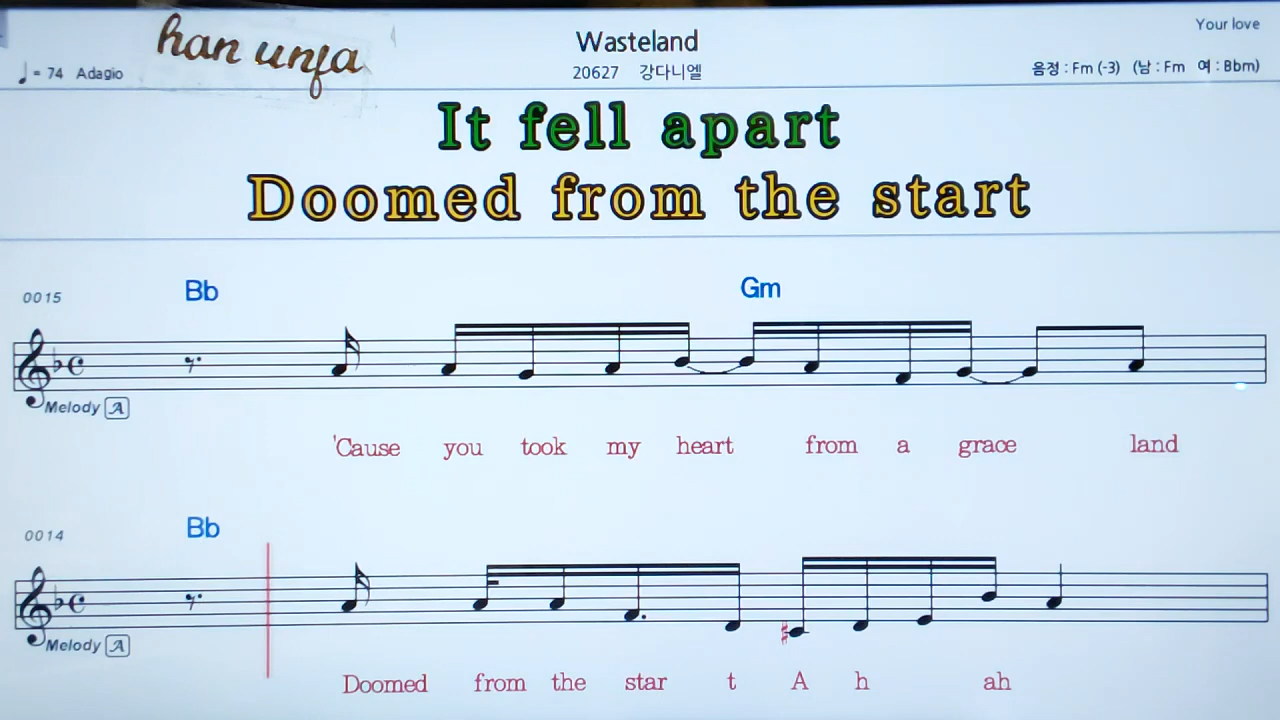 han unfa
Wasteland
Your love
♩= 74 Adagio
20627 강다니엘
음정 : Fm (-3) (남 : Fm 여 : Bbm)
It fell apart
Doomed from the start
0015
Bb Gm
Melody A
'Cause you took my heart from a grace land
0014
Bb
Melody A
Doomed from the star t A h ah